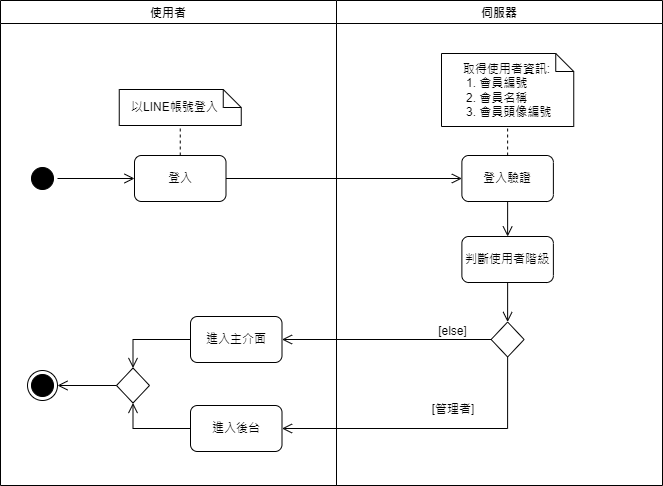 使用者
伺服器
取得使用者資訊:
1. 會員編號
2. 會員名稱
3. 會員頭像編號
以LINE帳號登入
登入
登入驗證
判斷使用者階級
[else]
進入主介面
[管理者]
進入後台